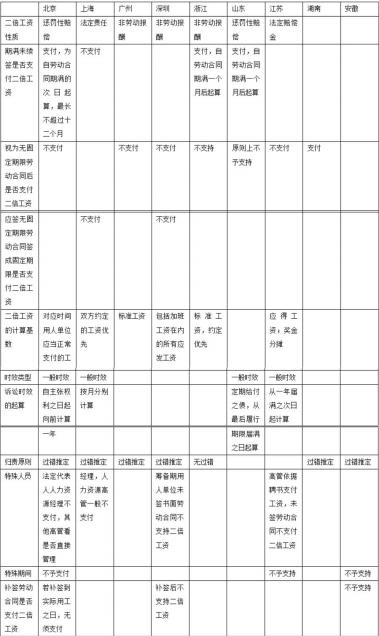 北京 上海 广州 深圳 浙江 山东 江苏 湖南 安徽
二倍工资 惩罚性赔 法定责任 非劳动报 非劳动报 非劳动报 惩罚性赔 法定赔偿
性质 偿 酬 酬 酬 偿 金
期满未续 支付，为 不支付 支付，自 支付，自
签是否支 自劳动合 劳动合同 劳动合同
付二倍工 同期满的 期满一个 期满一个
资 次日起 月后起算 月后起算
算，最长
不超过十
二个月
视为无固 不支付 不支付 不支付 不支持 原则上不 不支付 支付
定期限劳 予支持
动合同后
是否支付
二倍工资
应签无固 不支付 不支付
定期限劳
动合同签
成固定期
限是否支
付二倍工
资
二倍工资 对应时间 双方约定 标准工资 包括加班 标准工 应得工
的计算基 用人单位 的工资优 工资在内 资，约定 资；奖金
数 应当正常 先 的所有应 优先 分摊
支付的工 发工资
时效类型 一般时效 一般时效 一般时效 一般时效
诉讼时效 自主张权 按月分别 定期给付 从一年届
的起算 利之日起 计算 之债，从 满之次日
向前计算 最后履行 起计算
一年 期限届满
之日起算
归责原则 过错推定 过错推定 过错推定 过错推定 无过错 过错推定 过错推定 过错推定
特殊人员 法定代表 经理，人 筹备期用 高管依据
人人力资 力资源高 人单位未 聘书支付
源经理不 管一般不 签书面劳 工资，未
支付，其 支付 动合同不 签劳动合
他高管看 支持二倍 同不支付
是否直接 工资 二倍工资
管理
特殊期间 不予支付 不予支持 不予支持
补签劳动 若补签到 补签后不 不予支持
合同是否 实际用工 支持二倍
支付二倍 之日，无 工资
工资 须支付